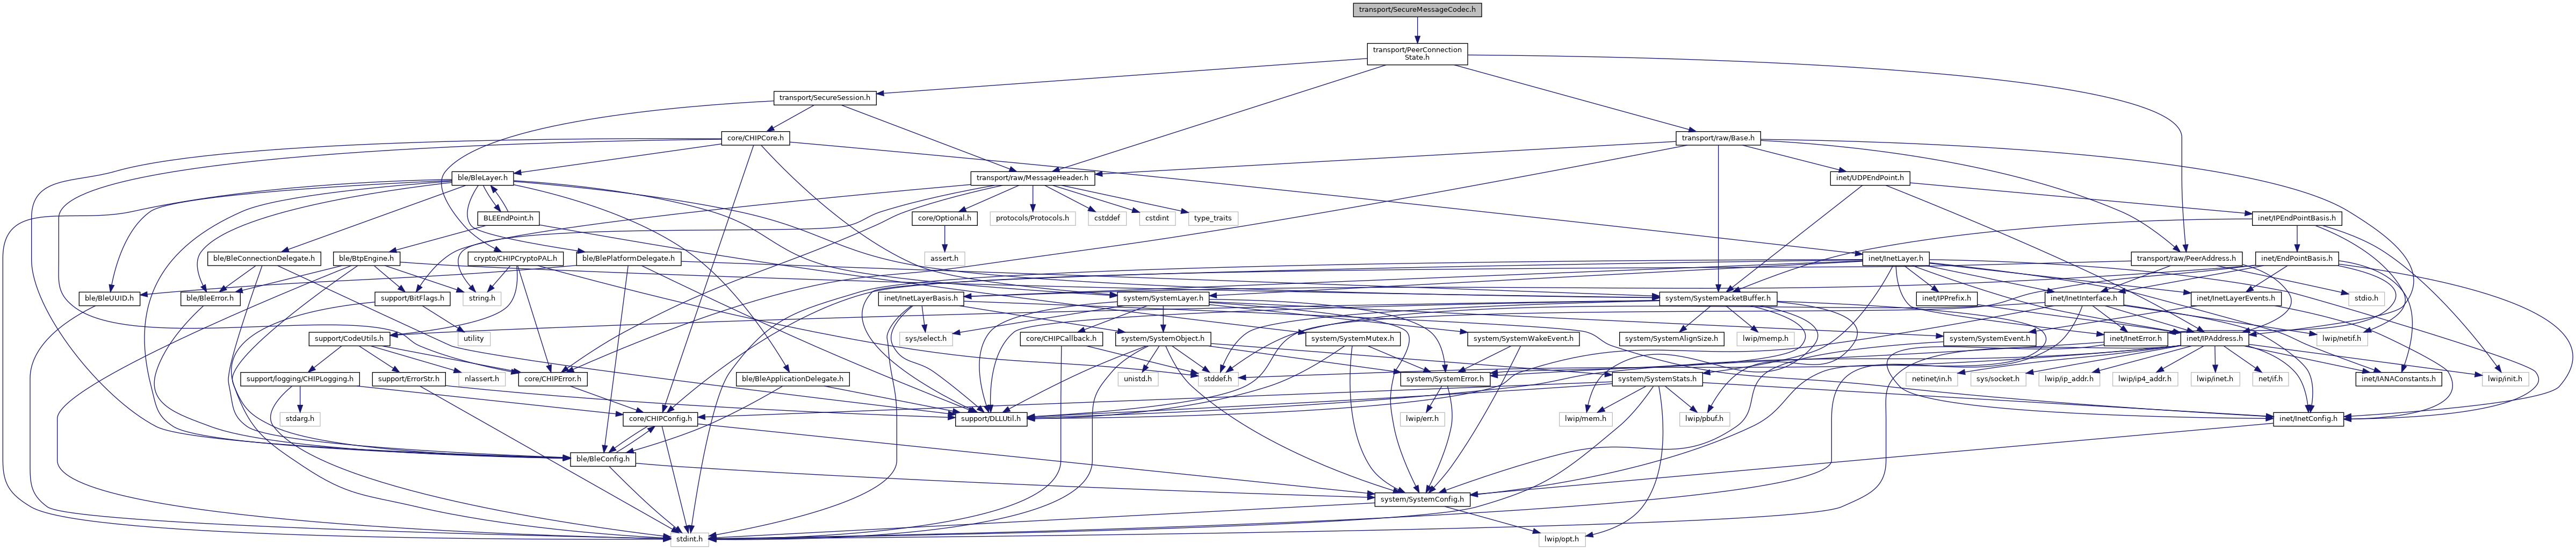 transport/SecureMessageCodec.h
transport/PeerConnection
State.h
transport/SecureSession.h
core/CHIPCore.h
transport/raw/Base.h
ble/BleLayer.h
transport/raw/MessageHeader.h
inet/UDPEndPoint.h
BLEEndPoint.h
core/Optional.h
protocols/Protocols.h
cstddef
cstdint
type_traits
inet/IPEndPointBasis.h
ble/BleConnectionDelegate.h
ble/BtpEngine.h
crypto/CHIPCryptoPAL.h
ble/BlePlatformDelegate.h
assert.h
inet/InetLayer.h
transport/raw/PeerAddress.h
inet/EndPointBasis.h
ble/BleUUID.h
ble/BleError.h
support/BitFlags.h
string.h
inet/InetLayerBasis.h
system/SystemLayer.h
system/SystemPacketBuffer.h
inet/IPPrefix.h
inet/InetInterface.h
inet/InetLayerEvents.h
stdio.h
support/CodeUtils.h
utility
sys/select.h
core/CHIPCallback.h
system/SystemObject.h
system/SystemMutex.h
system/SystemWakeEvent.h
system/SystemAlignSize.h
lwip/memp.h
system/SystemEvent.h
inet/InetError.h
inet/IPAddress.h
lwip/netif.h
support/logging/CHIPLogging.h
support/ErrorStr.h
nlassert.h
core/CHIPError.h
ble/BleApplicationDelegate.h
unistd.h
stddef.h
system/SystemError.h
system/SystemStats.h
netinet/in.h
sys/socket.h
lwip/ip_addr.h
lwip/ip4_addr.h
lwip/inet.h
net/if.h
inet/IANAConstants.h
lwip/init.h
stdarg.h
core/CHIPConfig.h
support/DLLUtil.h
lwip/err.h
lwip/mem.h
lwip/pbuf.h
inet/InetConfig.h
ble/BleConfig.h
system/SystemConfig.h
stdint.h
lwip/opt.h